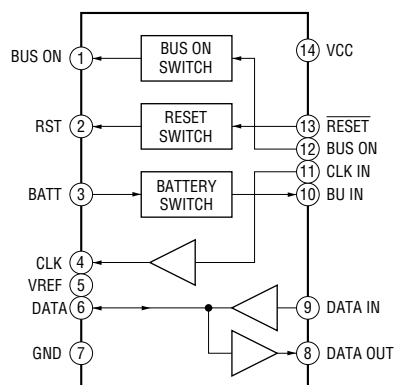 BUS ON 1 BUS ON SWITCH 14 VCC
RST 2 RESET SWITCH 13 RESET
12 BUS ON
11 CLK IN
BATT 3 BATTERY SWITCH 10 BU IN
CLK 4
VREF 5
DATA 6 9 DATA IN
GND 7 8 DATA OUT